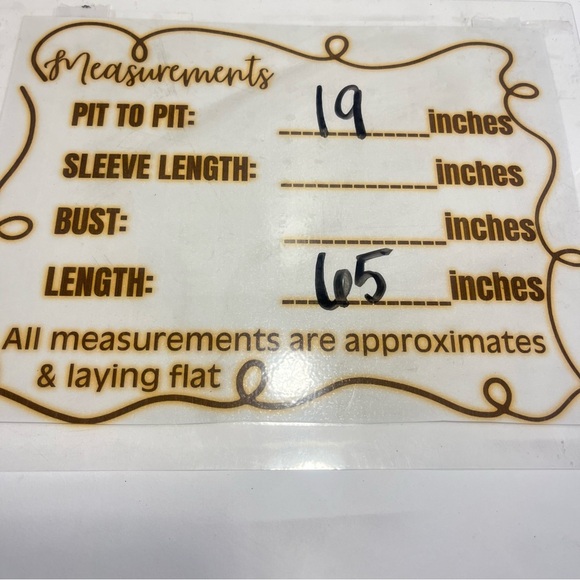 Measurements
PIT TO PIT: 19 inches
SLEEVE LENGTH: inches
BUST: inches
LENGTH: 65 inches
All measurements are approximates
& laying flat